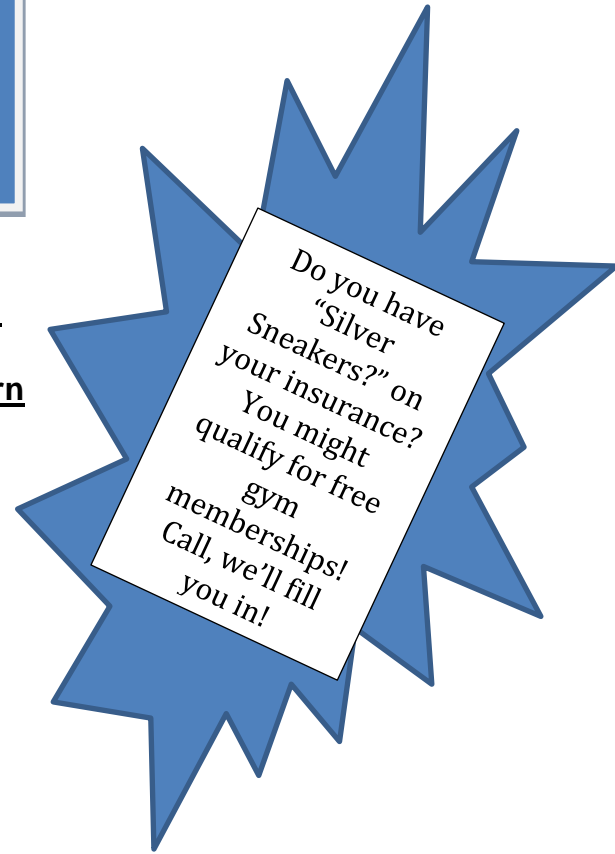 rn
Do you have
“Silver
Sneakers?” on
your insurance?
You might
qualify for free
gym
memberships!
Call, we’ll fill
you in!